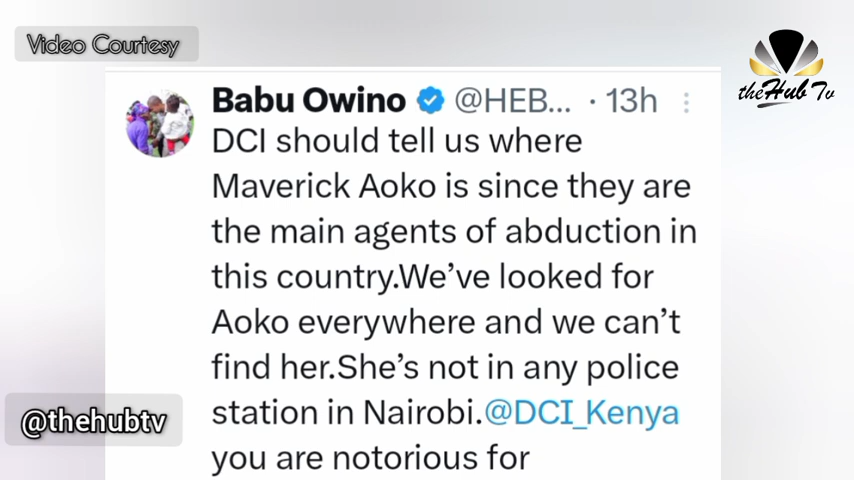 Video Courtesy
theHub Tv
Babu Owino @HEB... · 13h
DCI should tell us where
Maverick Aoko is since they are
the main agents of abduction in
this country.We’ve looked for
Aoko everywhere and we can’t
find her.She’s not in any police
station in Nairobi.@DCI_Kenya
you are notorious for
@thehubtv